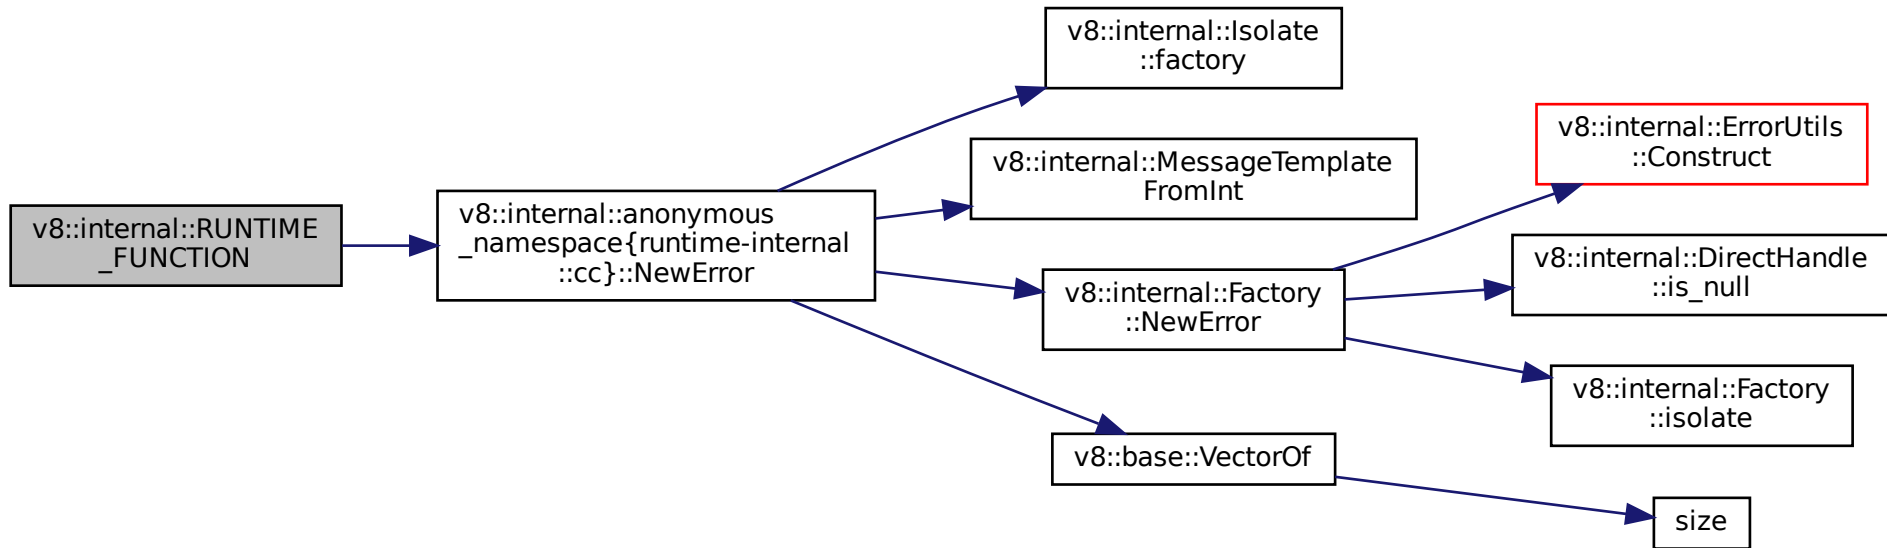 v8::internal::RUNTIME
_FUNCTION
v8::internal::anonymous
_namespace{runtime-internal
::cc}::NewError
v8::internal::Isolate
::factory
v8::internal::MessageTemplate
FromInt
v8::internal::Factory
::NewError
v8::base::VectorOf
v8::internal::ErrorUtils
::Construct
v8::internal::DirectHandle
::is_null
v8::internal::Factory
::isolate
size